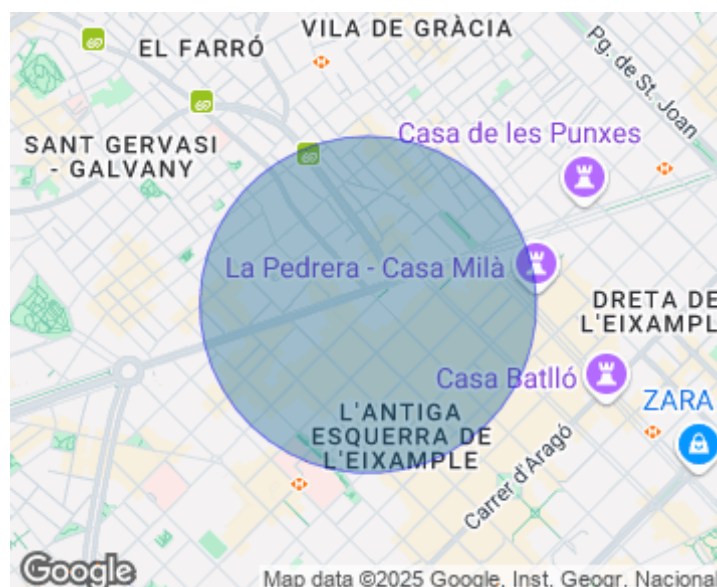 VILA DE GRÀCIA
EL FARRÓ
Pg. de St. Joan
SANT GERVASI
- GALVANY
Casa de les Punxes
La Pedrera - Casa Milà
DRETA DE
L'EIXAMPL
Casa Batlló
ZARA
L'ANTIGA
ESQUERRA DE
L'EIXAMPLE
Carrer d'Aragó
Google
Map data ©2025 Google, Inst. Geogr. Nacional